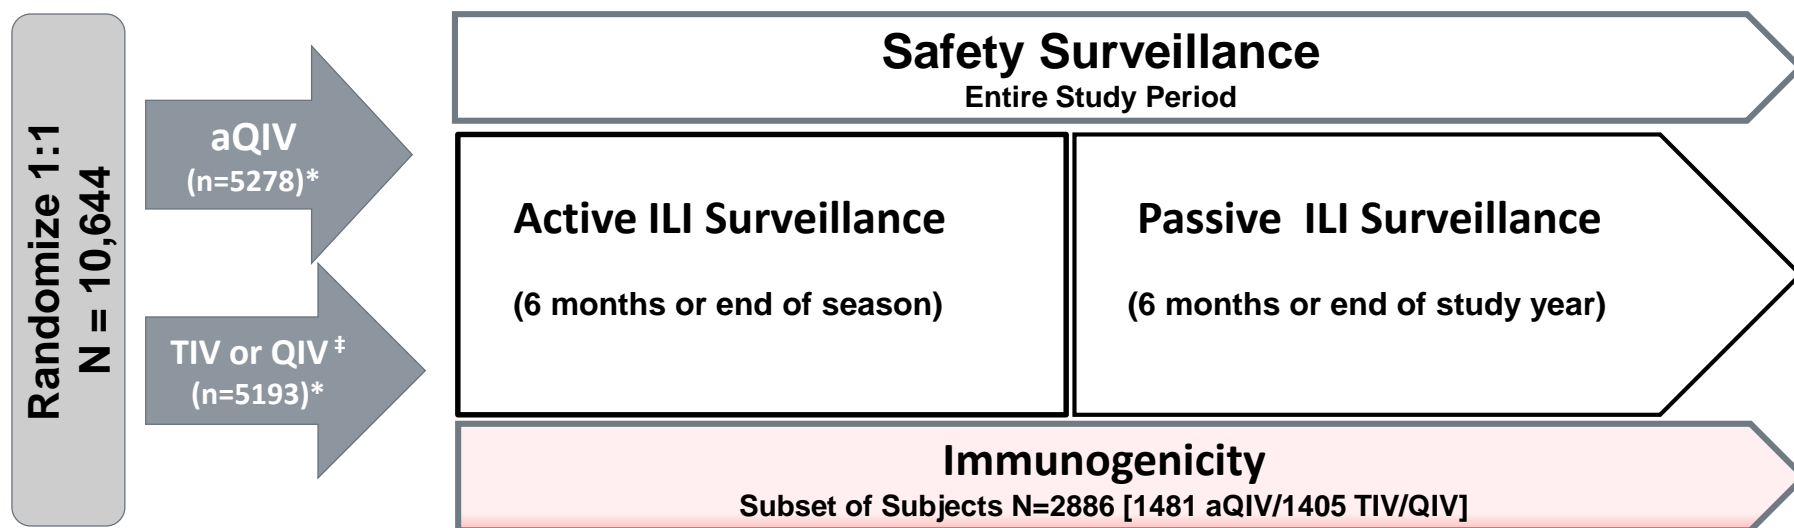 Randomize 1:1
N = 10,644
aQIV
(n=5278)*
TIV or QIV ‡
(n=5193)*
Safety Surveillance
Entire Study Period
Active ILI Surveillance
(6 months or end of season)
Passive ILI Surveillance
(6 months or end of study year)
Immunogenicity
Subset of Subjects N=2886 [1481 aQIV/1405 TIV/QIV]